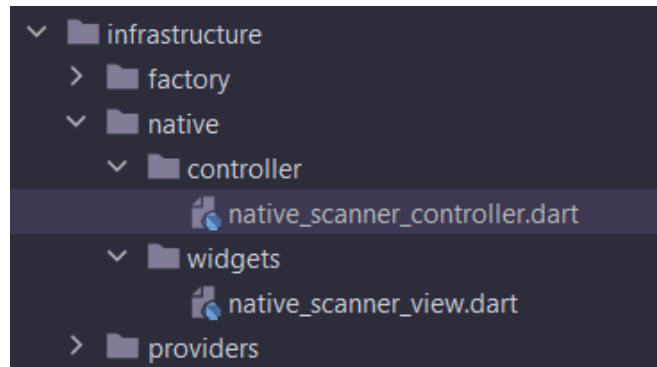 infrastructure
factory
native
controller
native_scanner_controller.dart
widgets
native_scanner_view.dart
providers